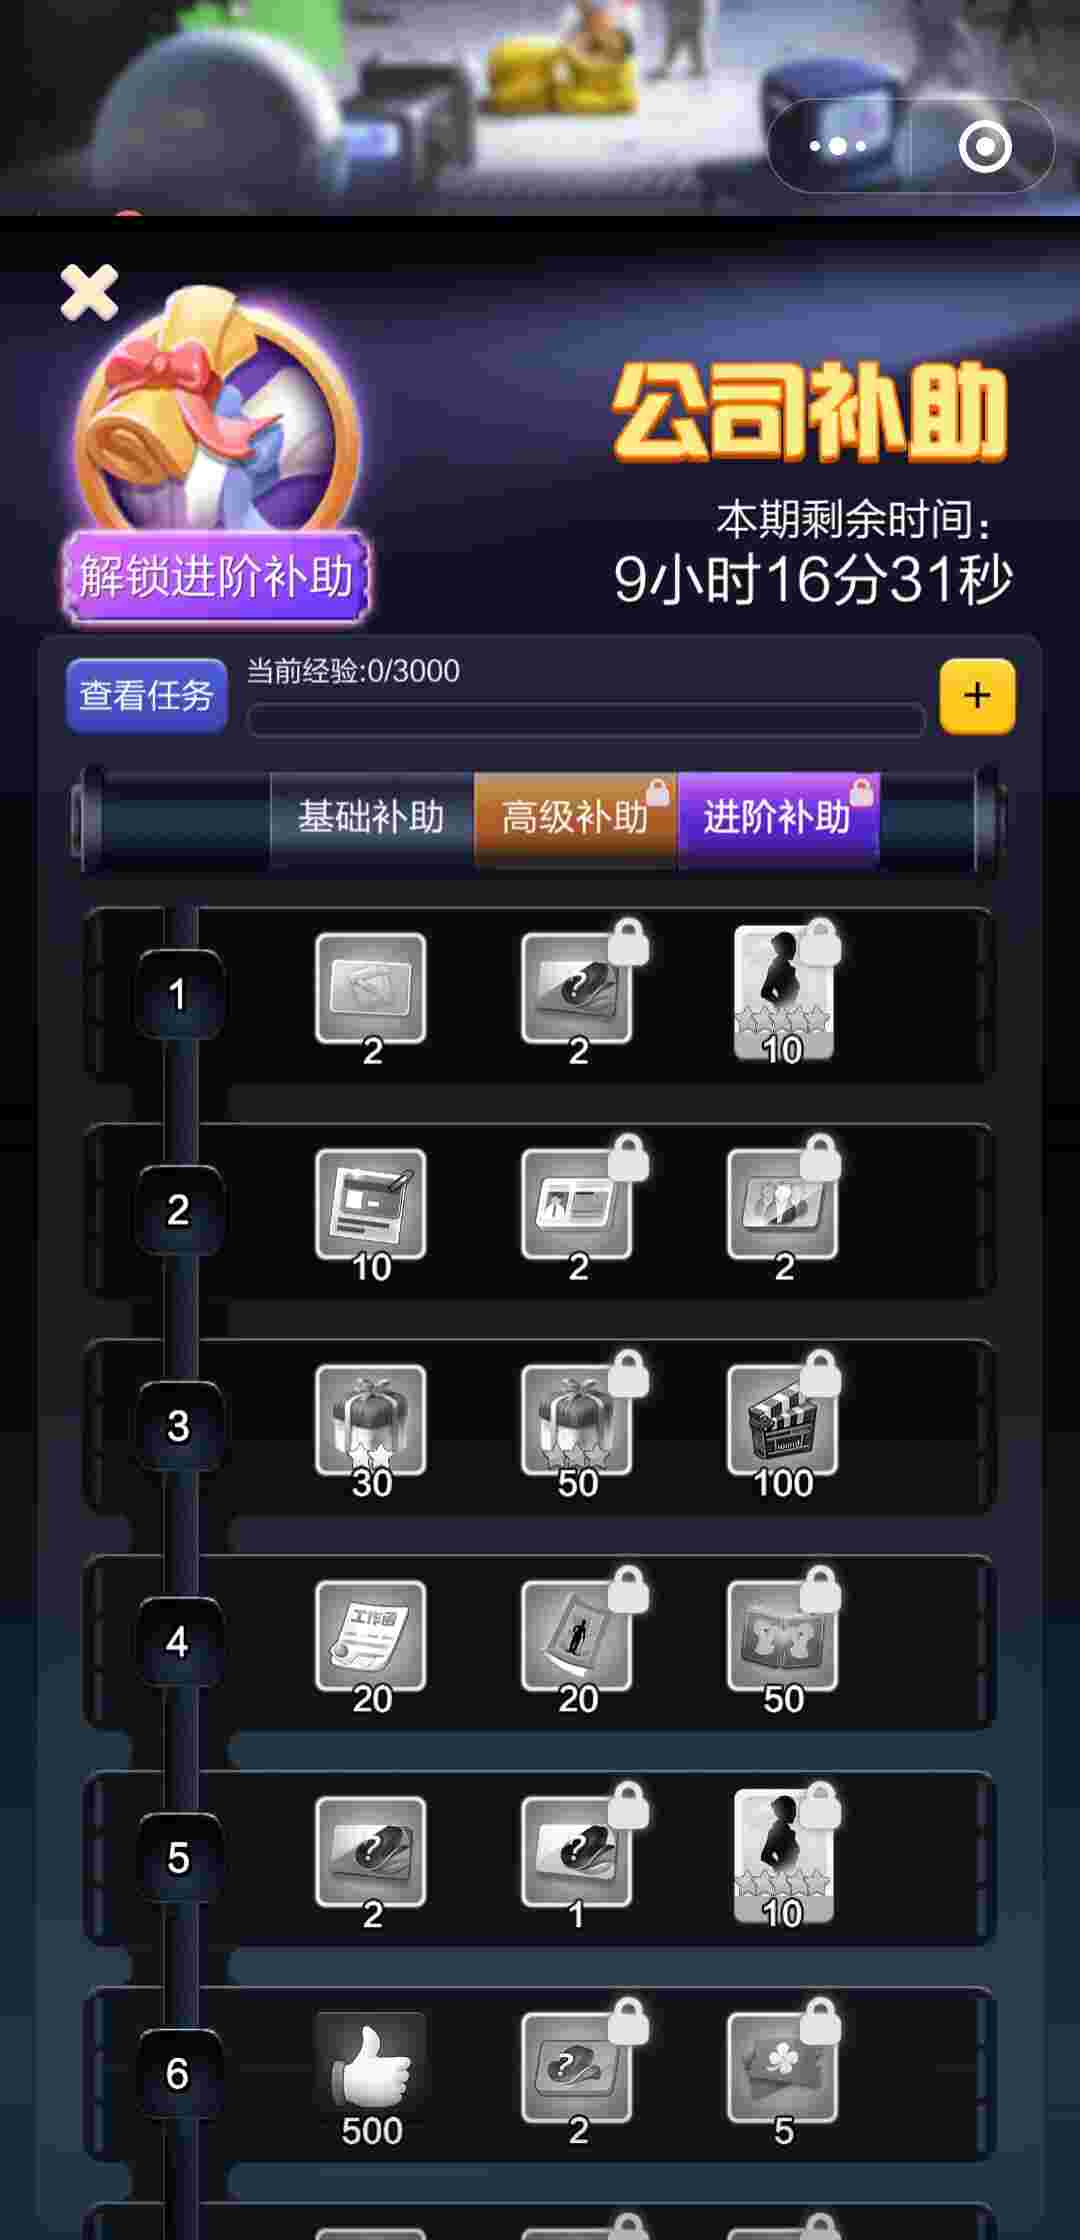 公司补助
本期剩余时间：
9小时16分31秒
解锁进阶补助
查看任务
当前经验:0/3000
+
基础补助 高级补助 进阶补助
1
2 ? 2 10
2
10 2 2
3
30 50 100
4
工作函
20 20 50
5
? 2 ? 1 10
6
500 ? 2 5